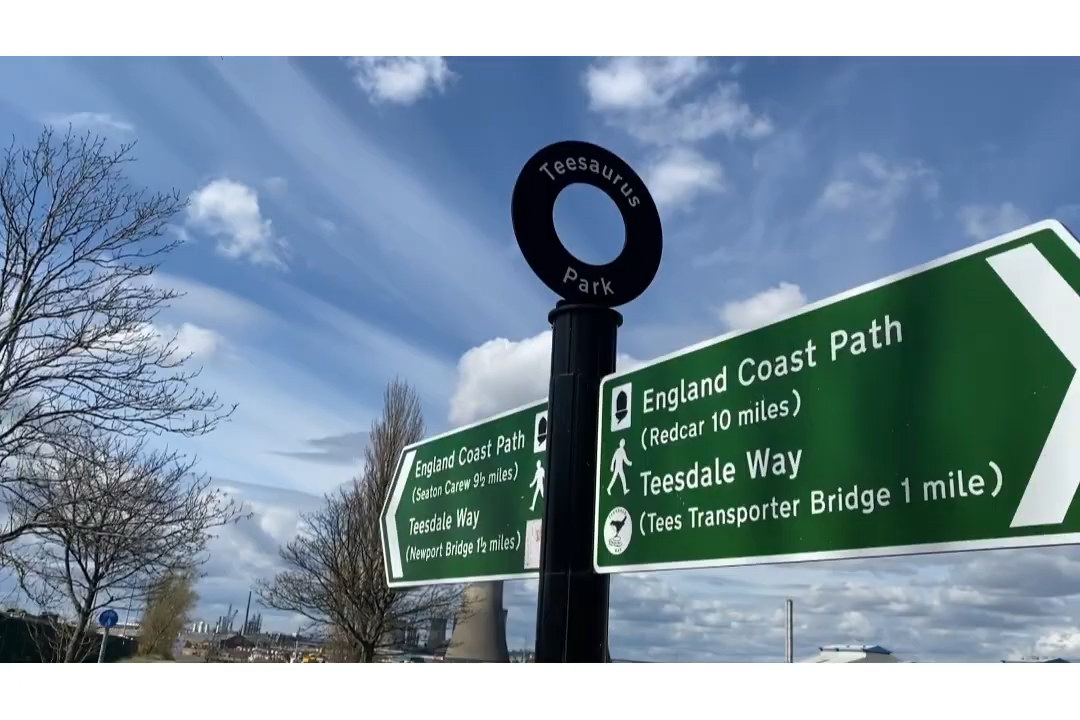 Teesaurus
Park
England Coast Path
(Seaton Carew 9½ miles)
Teesdale Way
(Newport Bridge 1½ miles)
England Coast Path
(Redcar 10 miles)
Teesdale Way
(Tees Transporter Bridge 1 mile)